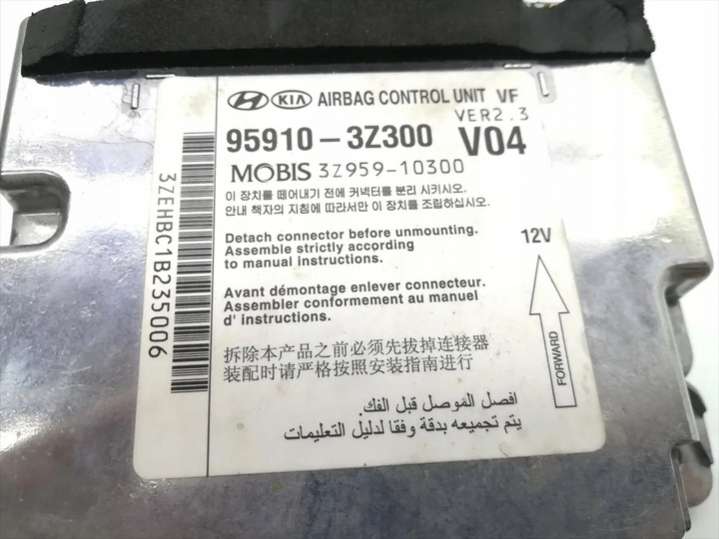 HYUNDAI KIA AIRBAG CONTROL UNIT VF
VER2.3
95910-3Z300 V04
MOBIS 3Z959-10300
이 장치를 떼어내기 전에 커넥터를 분리 시키시오.
안내 책자의 지침에 따라서만 이 장치를 조립하십시오.
Detach connector before unmounting.
Assemble strictly according
to manual instructions.
12V
Avant démontage enlever connecteur.
Assembler conformement au manuel
d' instructions.
FORWARD
拆除本产品之前必须先拔掉连接器
装配时请严格按照安装指南进行
افصل الموصل قبل الفك.
يتم تجميعه بدقة وفقا لدليل التعليمات
3ZEHBC1B235006